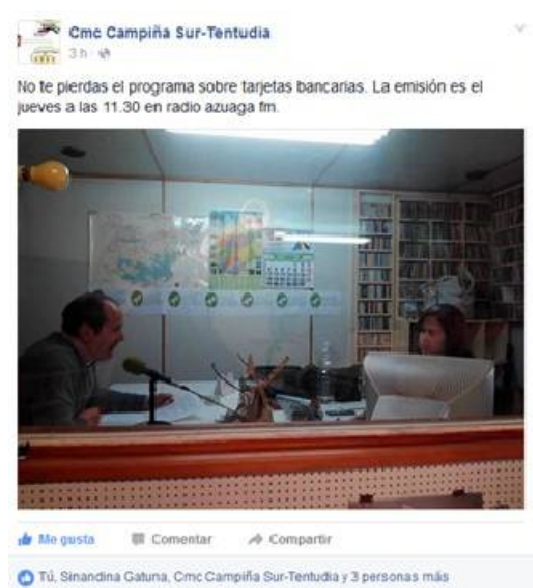 Cmc Campiña Sur-Tentudia
3 h
No te pierdas el programa sobre tarjetas bancarias. La emisión es el
jueves a las 11.30 en radio azuaga fm.
Me gusta Comentar Compartir
Tú, Sinandina Gatuna, Cmc Campiña Sur-Tentudia y 3 personas más